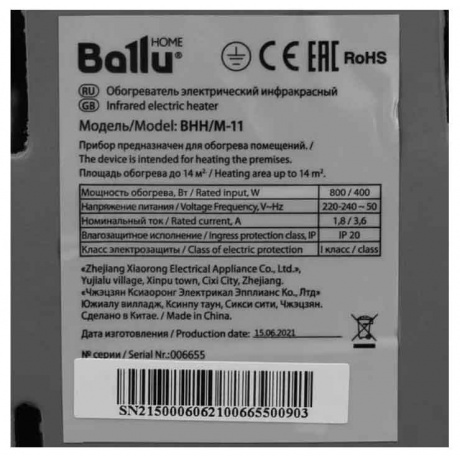 Ballu® HOME CE EAC RoHS
RU Обогреватель электрический инфракрасный
GB Infrared electric heater
Модель/Model: BHH/M-11
Прибор предназначен для обогрева помещений. /
The device is intended for heating the premises.
Площадь обогрева до 14 м² / Heating area up to 14 m².
Мощность обогрева, Вт / Rated input, W 800 / 400
Напряжение питания / Voltage Frequency, V~Hz 220-240 ~ 50
Номинальный ток / Rated current, A 1,8 / 3,6
Влагозащитное исполнение / Ingress protection class, IP IP 20
Класс электрозащиты / Class of electric protection I класс / class
«Zhejiang Xiaorong Electrical Appliance Co., Ltd.»,
Yujialu village, Xinpu town, Cixi City, Zhejiang.
«Чжэцзян Ксиаоронг Электрикал Эпплианс Ко., Лтд»
Южиалу вилладж, Ксинпу таун, Сикси сити, Чжэцзян.
Сделано в Китае. / Made in China.
Дата изготовления / Production date: 15.06.2021
№ серии / Serial Nr.: 006655
SN2150006062100665500903